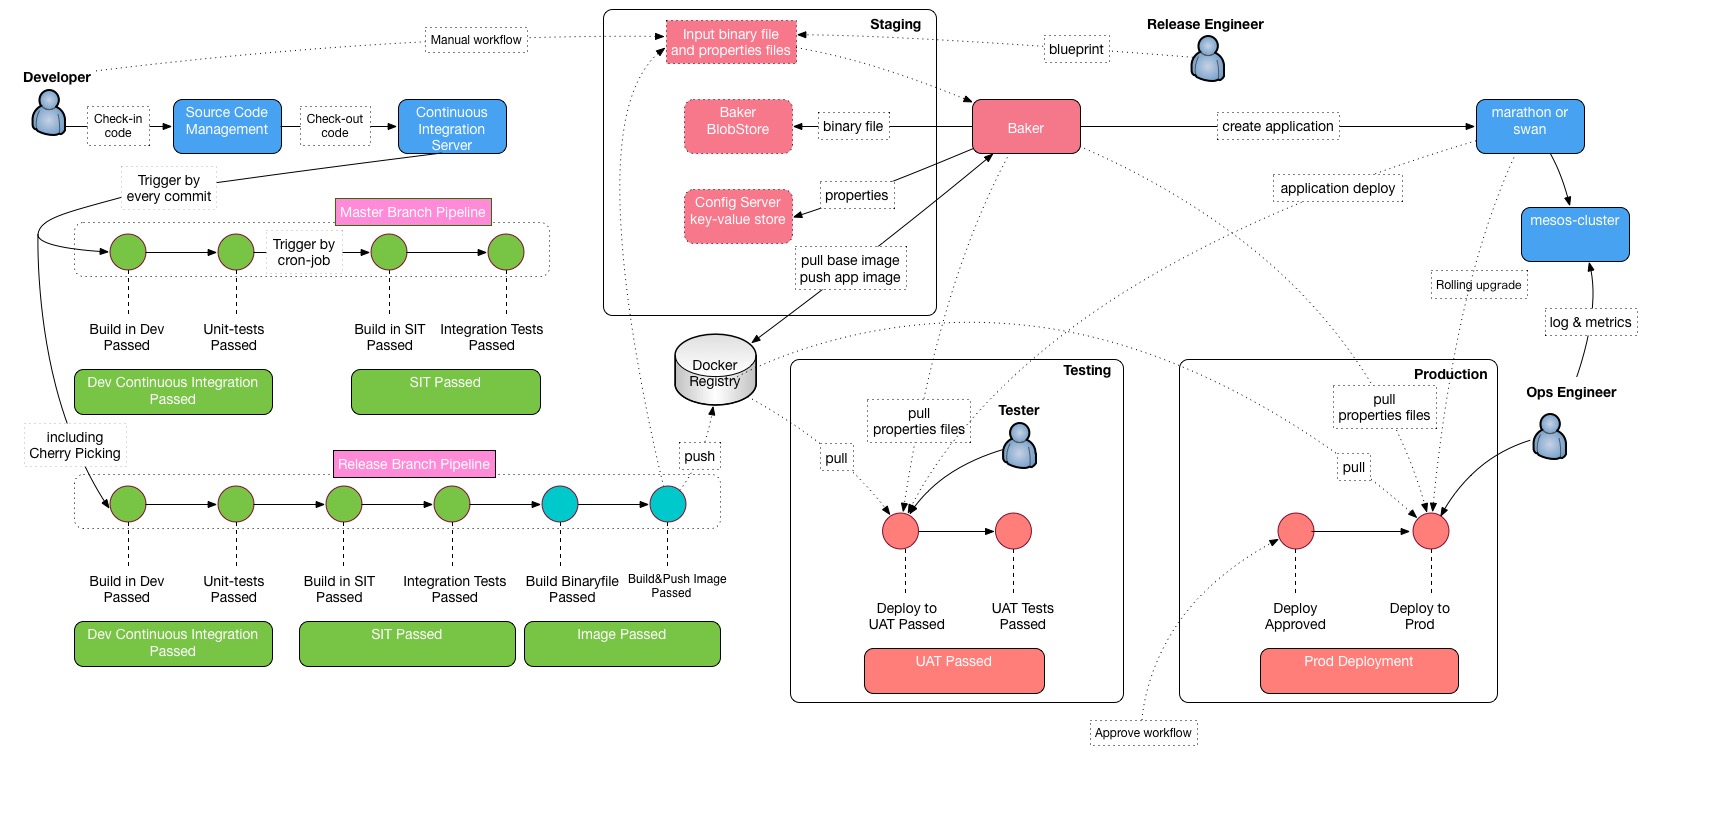 Staging
Release Engineer
Input binary file
and properties files
Manual workflow
blueprint
Developer
Check-in
code
Source Code
Management
Check-out
code
Continuous
Integration
Server
Baker
BlobStore
binary file
Baker
create application
marathon or
swan
Trigger by
every commit
application deploy
properties
Config Server
key-value store
Master Branch Pipeline
mesos-cluster
Trigger by
cron-job
pull base image
push app image
Rolling upgrade
log & metrics
Build in Dev
Passed
Unit-tests
Passed
Build in SIT
Passed
Integration Tests
Passed
Docker
Registry
Testing
Production
Dev Continuous Integration
Passed
SIT Passed
Ops Engineer
Tester
pull
properties files
pull
properties files
including
Cherry Picking
push
pull
pull
Release Branch Pipeline
Build in Dev
Passed
Unit-tests
Passed
Build in SIT
Passed
Integration Tests
Passed
Build Binaryfile
Passed
Build&Push Image
Passed
Deploy to
UAT Passed
UAT Tests
Passed
Deploy
Approved
Deploy to
Prod
Dev Continuous Integration
Passed
SIT Passed
Image Passed
UAT Passed
Prod Deployment
Approve workflow